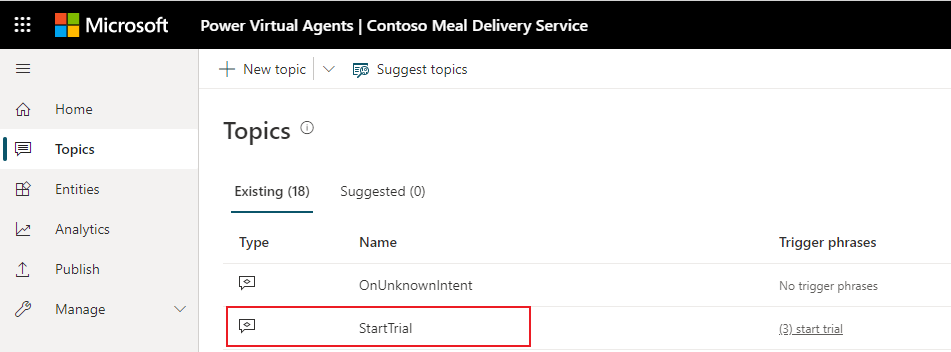 Microsoft Power Virtual Agents | Contoso Meal Delivery Service
New topic Suggest topics
Home
Topics
Entities
Analytics
Publish
Manage
Topics
Existing (18) Suggested (0)
Type Name Trigger phrases
OnUnknownIntent No trigger phrases
StartTrial (3) start trial